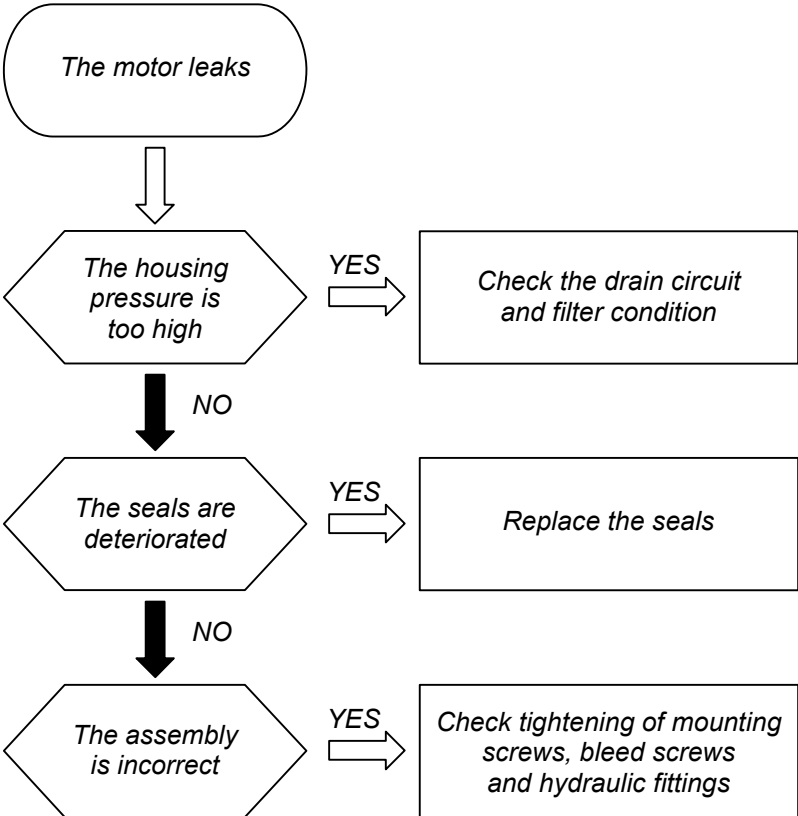 The motor leaks
The housing
pressure is
too high
YES
Check the drain circuit
and filter condition
NO
The seals are
deteriorated
YES
Replace the seals
NO
The assembly
is incorrect
YES
Check tightening of mounting
screws, bleed screws
and hydraulic fittings